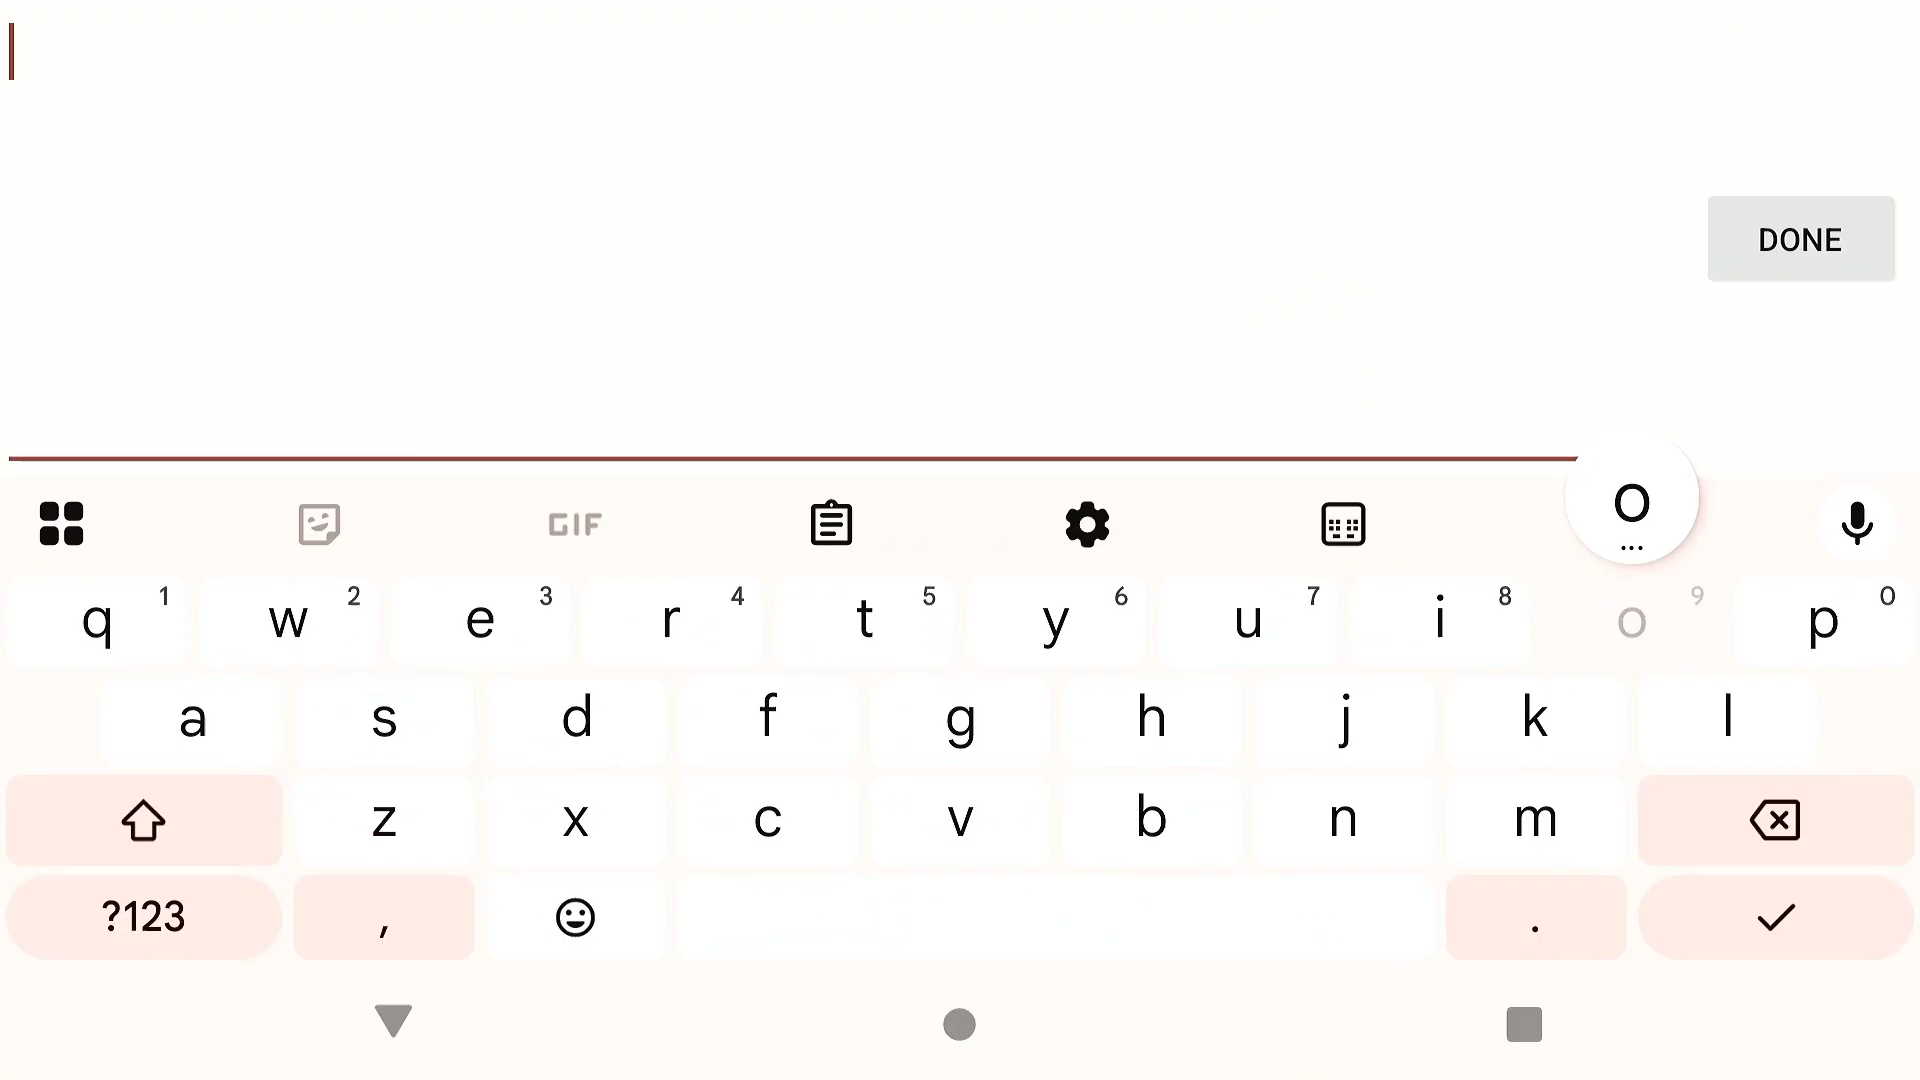 DONE
GIF
o
...
q 1 w 2 e 3 r 4 t 5 y 6 u 7 i 8 o 9 p 0
a s d f g h j k l
z x c v b n m
?123 , .